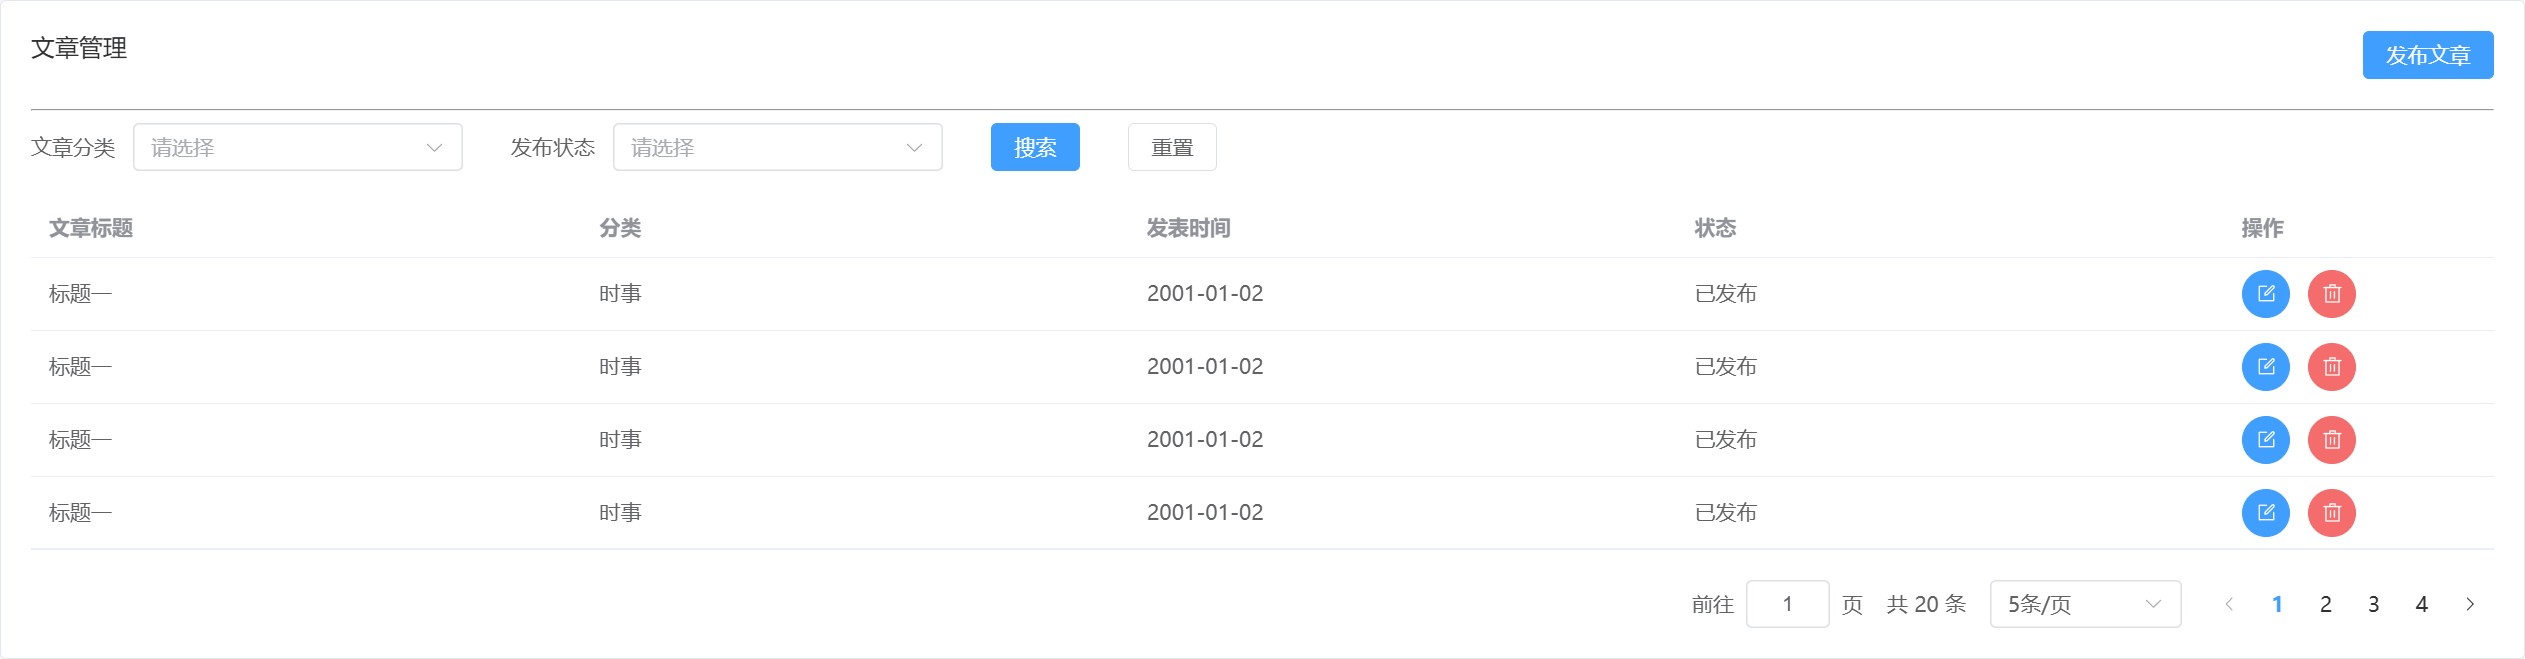 文章管理 发布文章
文章分类 请选择 发布状态 请选择 搜索 重置
文章标题 分类 发表时间 状态 操作
标题一 时事 2001-01-02 已发布
标题一 时事 2001-01-02 已发布
标题一 时事 2001-01-02 已发布
标题一 时事 2001-01-02 已发布
前往 1 页 共 20 条 5条/页 1 2 3 4